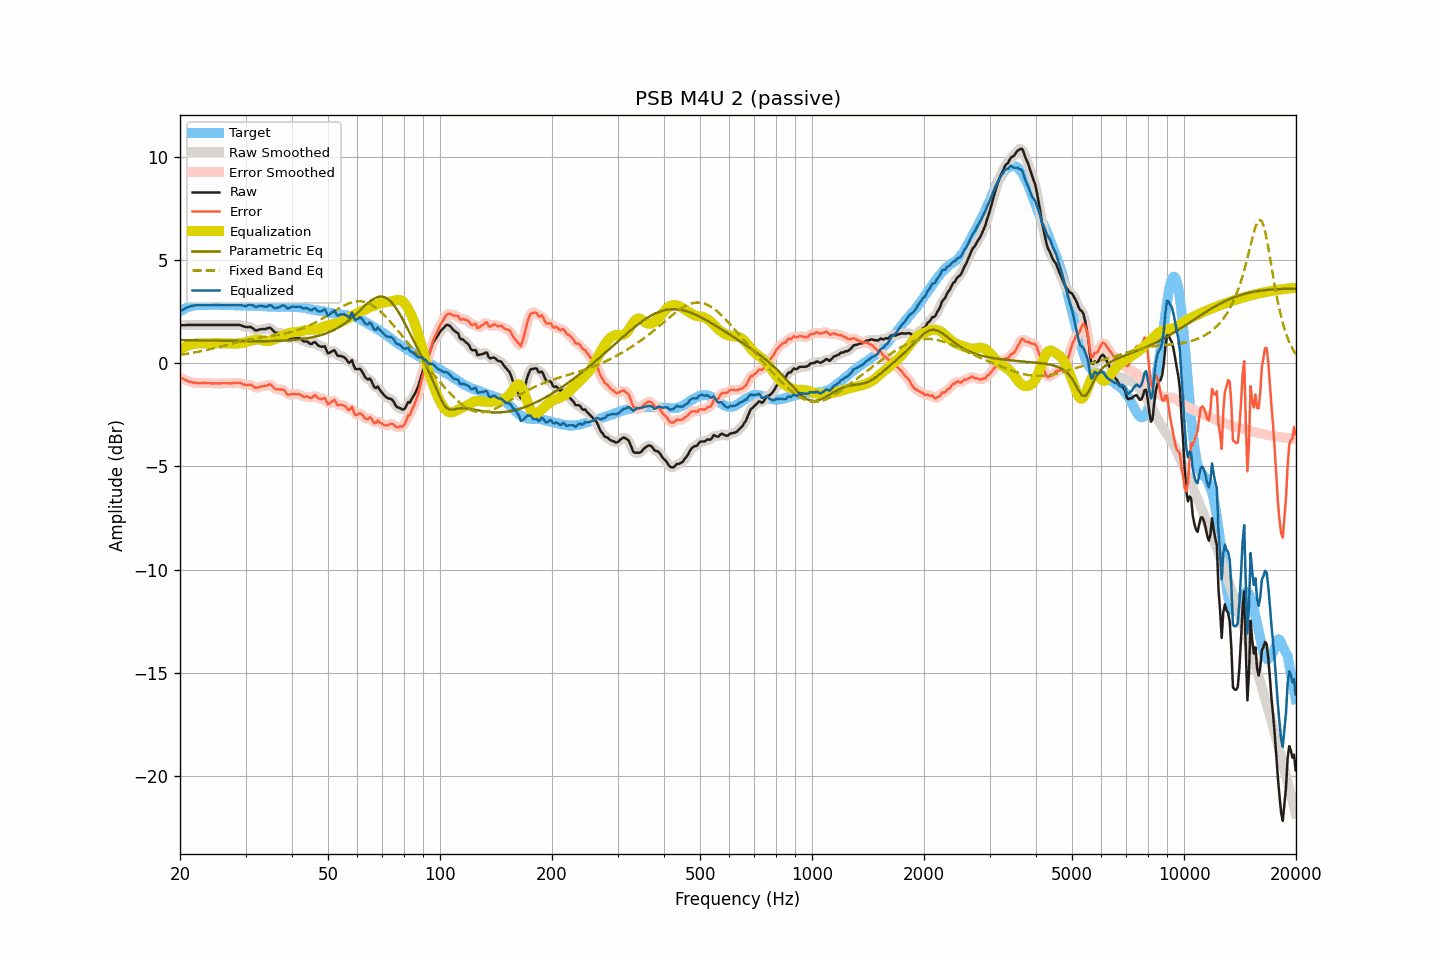 PSB M4U 2 (passive)
Target
Raw Smoothed
Error Smoothed
Raw
Error
Equalization
Parametric Eq
Fixed Band Eq
Equalized
10
5
0
−5
−10
−15
−20
Amplitude (dBr)
20 50 100 200 500 1000 2000 5000 10000 20000
Frequency (Hz)